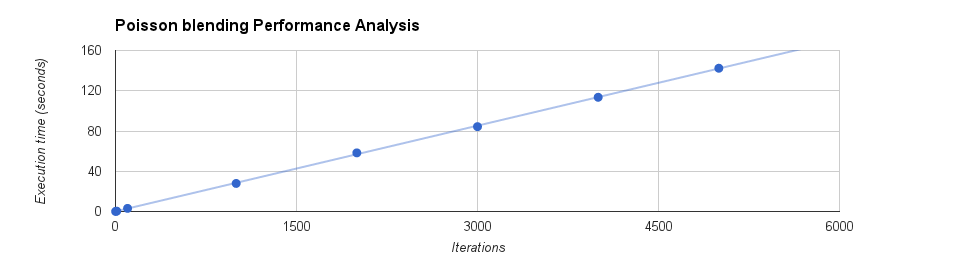 Poisson blending Performance Analysis
160
120
80
40
0
Execution time (seconds)
0 1500 3000 4500 6000
Iterations